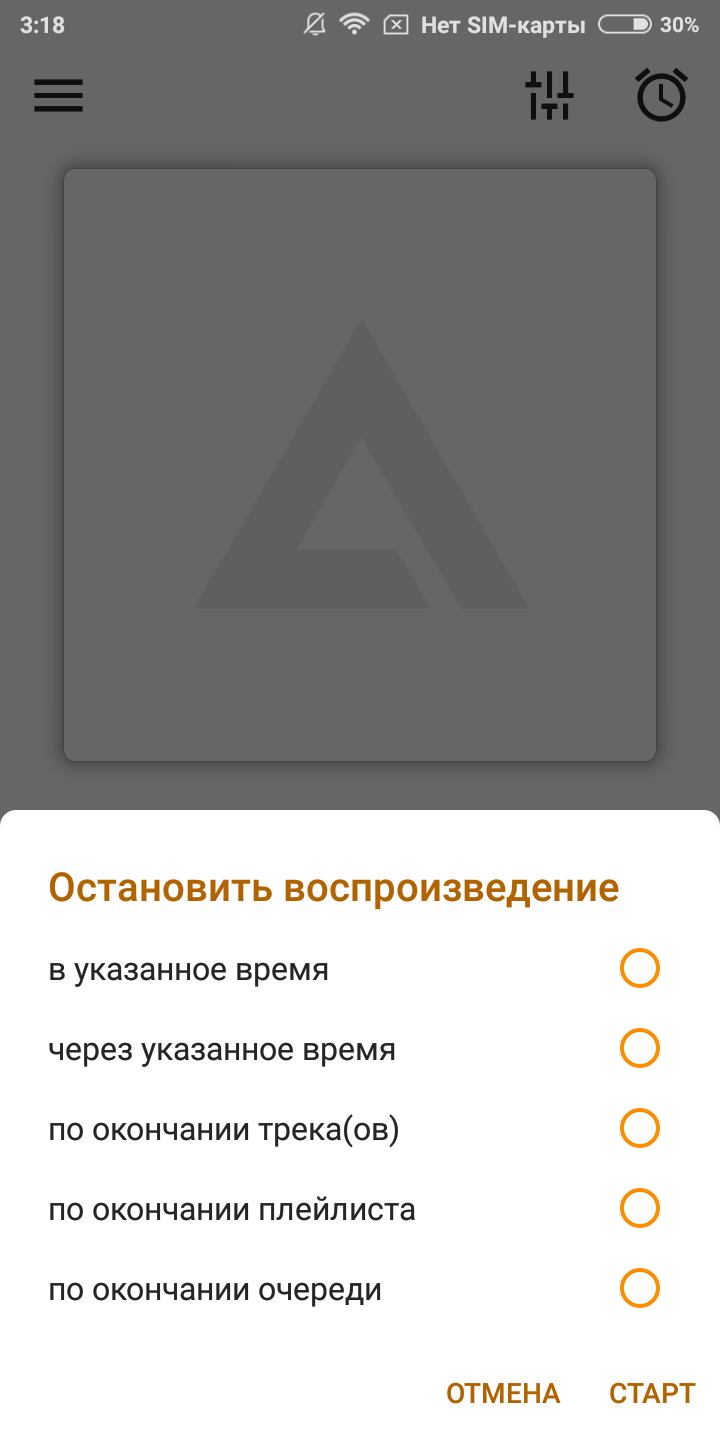 3:18 Нет SIM-карты 30%
Остановить воспроизведение
в указанное время
через указанное время
по окончании трека(ов)
по окончании плейлиста
по окончании очереди
ОТМЕНА СТАРТ